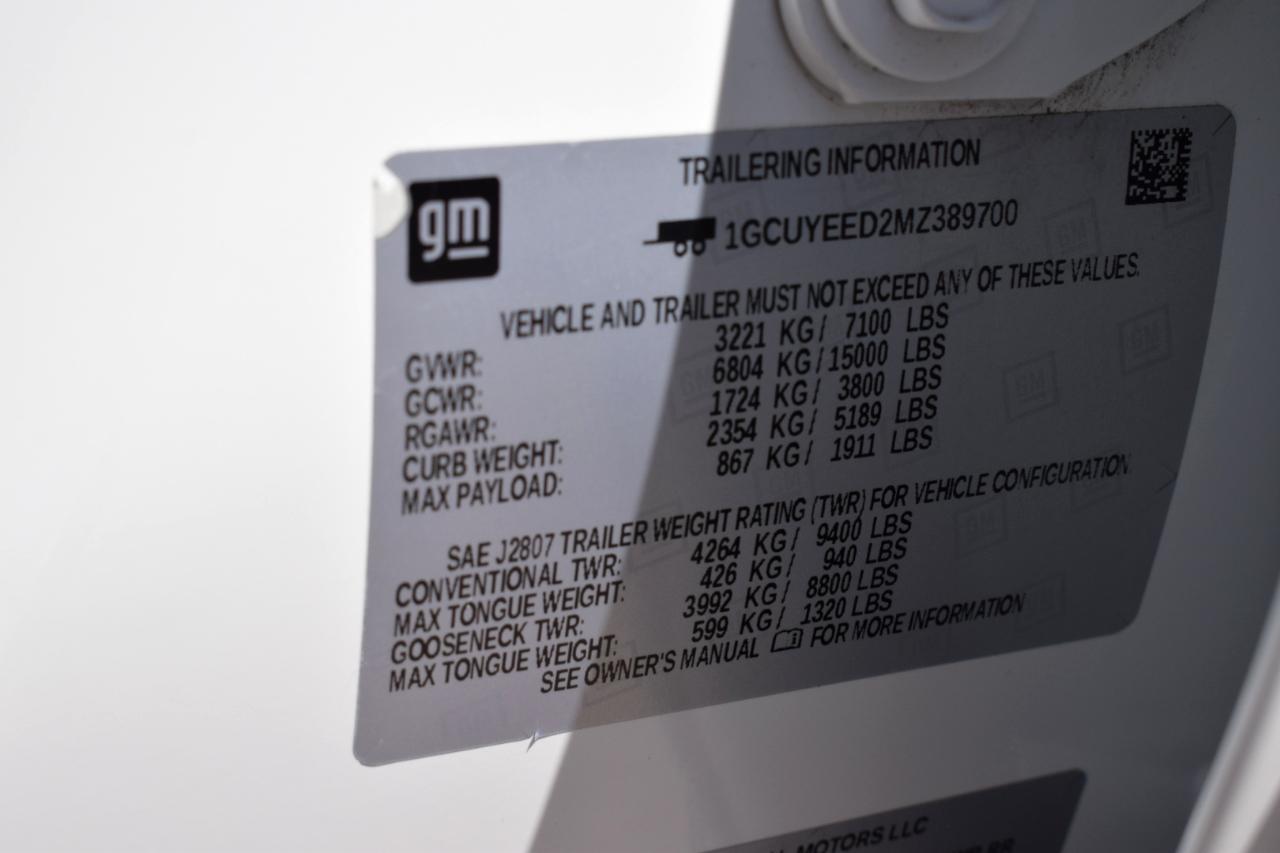 gm
TRAILERING INFORMATION
1GCUYEED2MZ389700
VEHICLE AND TRAILER MUST NOT EXCEED ANY OF THESE VALUES.
GVWR: 3221 KG/ 7100 LBS
GCWR: 6804 KG/15000 LBS
RGAWR: 1724 KG/ 3800 LBS
CURB WEIGHT: 2354 KG/ 5189 LBS
MAX PAYLOAD: 867 KG/ 1911 LBS
SAE J2807 TRAILER WEIGHT RATING (TWR) FOR VEHICLE CONFIGURATION.
CONVENTIONAL TWR: 4264 KG/ 9400 LBS
MAX TONGUE WEIGHT: 426 KG/ 940 LBS
GOOSENECK TWR: 3992 KG/ 8800 LBS
MAX TONGUE WEIGHT: 599 KG/ 1320 LBS
SEE OWNER'S MANUAL FOR MORE INFORMATION
MOTORS LLC